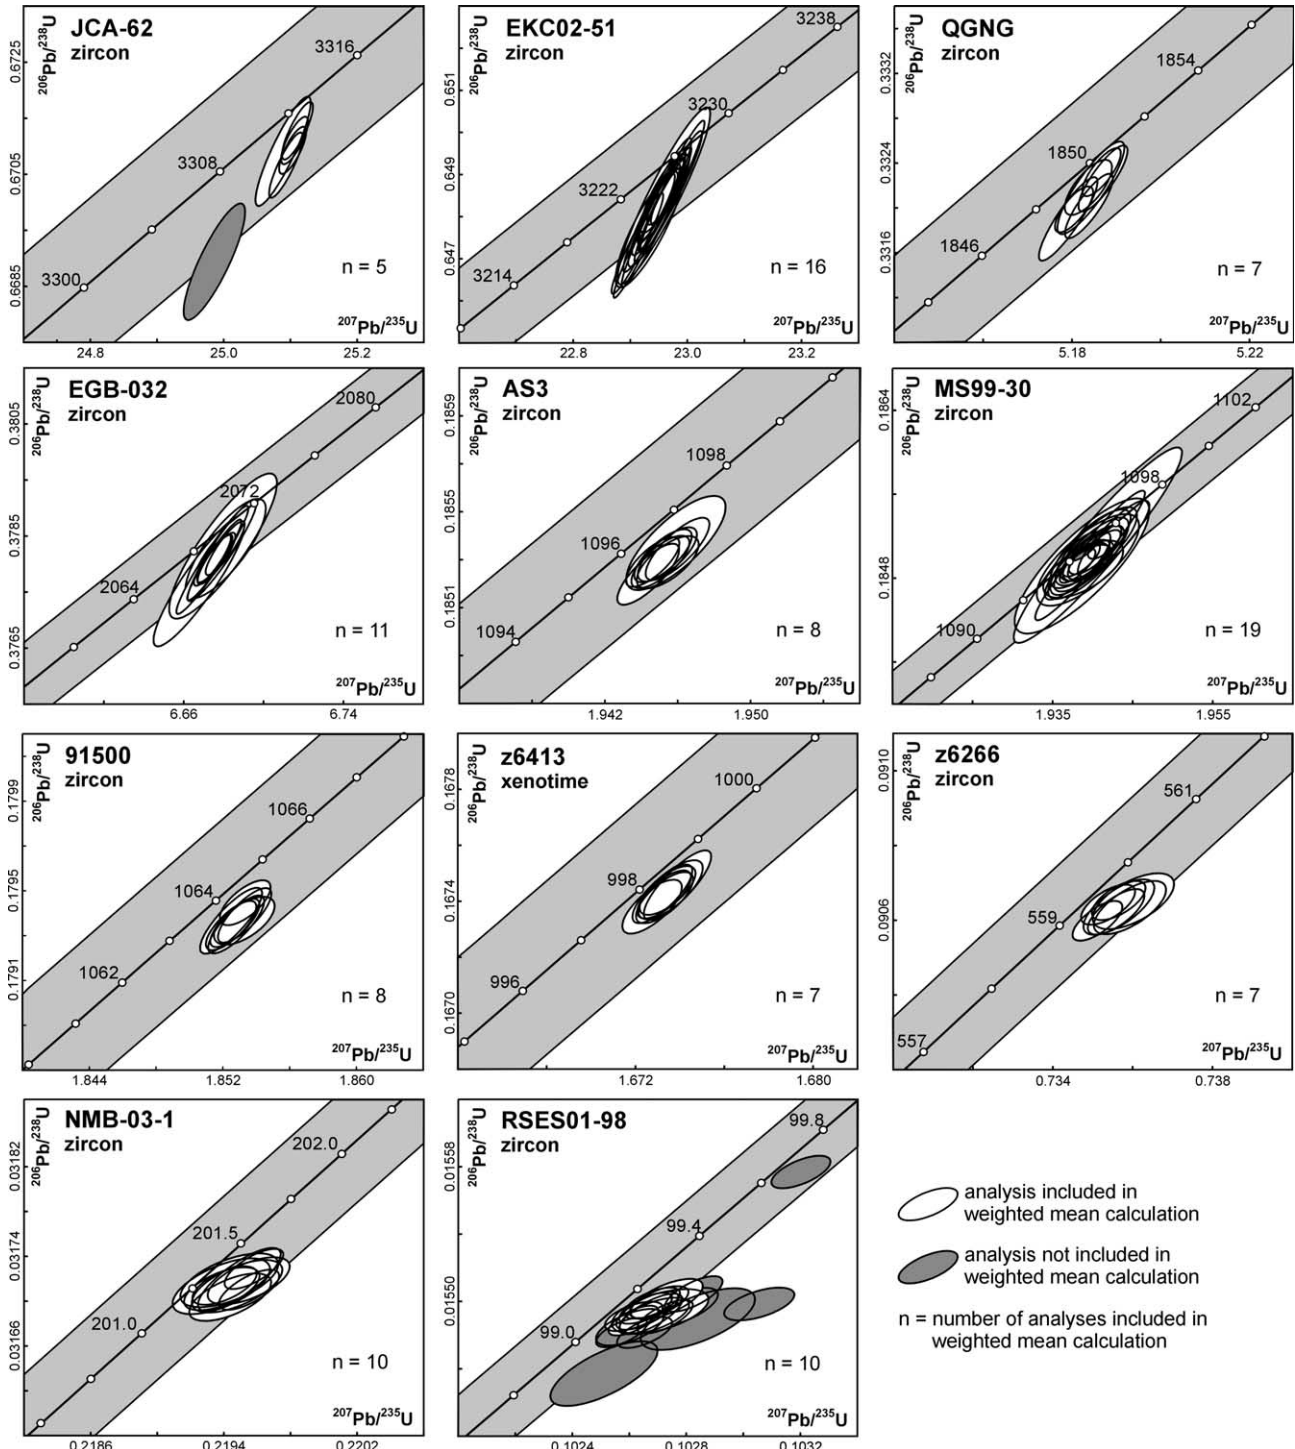 JCA-62
zircon
²⁰⁶Pb/²³⁸U
0.6725
0.6705
0.6685
3316
3308
3300
n = 5
²⁰⁷Pb/²³⁵U
24.8 25.0 25.2
EKC02-51
zircon
²⁰⁶Pb/²³⁸U
0.651
0.649
0.647
3238
3230
3222
3214
n = 16
²⁰⁷Pb/²³⁵U
22.8 23.0 23.2
QGNG
zircon
²⁰⁶Pb/²³⁸U
0.3332
0.3324
0.3316
1854
1850
1846
n = 7
²⁰⁷Pb/²³⁵U
5.18 5.22
EGB-032
zircon
²⁰⁶Pb/²³⁸U
0.3805
0.3785
0.3765
2080
2072
2064
n = 11
²⁰⁷Pb/²³⁵U
6.66 6.74
AS3
zircon
²⁰⁶Pb/²³⁸U
0.1859
0.1855
0.1851
1098
1096
1094
n = 8
²⁰⁷Pb/²³⁵U
1.942 1.950
MS99-30
zircon
²⁰⁶Pb/²³⁸U
0.1864
0.1848
1102
1098
1090
n = 19
²⁰⁷Pb/²³⁵U
1.935 1.955
91500
zircon
²⁰⁶Pb/²³⁸U
0.1799
0.1795
0.1791
1066
1064
1062
n = 8
²⁰⁷Pb/²³⁵U
1.844 1.852 1.860
z6413
xenotime
²⁰⁶Pb/²³⁸U
0.1678
0.1674
0.1670
1000
998
996
n = 7
²⁰⁷Pb/²³⁵U
1.672 1.680
z6266
zircon
²⁰⁶Pb/²³⁸U
0.0910
0.0906
561
559
557
n = 7
²⁰⁷Pb/²³⁵U
0.734 0.738
NMB-03-1
zircon
²⁰⁶Pb/²³⁸U
0.03182
0.03174
0.03166
202.0
201.5
201.0
n = 10
²⁰⁷Pb/²³⁵U
0.2186 0.2194 0.2202
RSES01-98
zircon
²⁰⁶Pb/²³⁸U
0.01558
0.01550
99.8
99.4
99.0
n = 10
²⁰⁷Pb/²³⁵U
0.1024 0.1028 0.1032
analysis included in
weighted mean calculation
analysis not included in
weighted mean calculation
n = number of analyses included in
weighted mean calculation